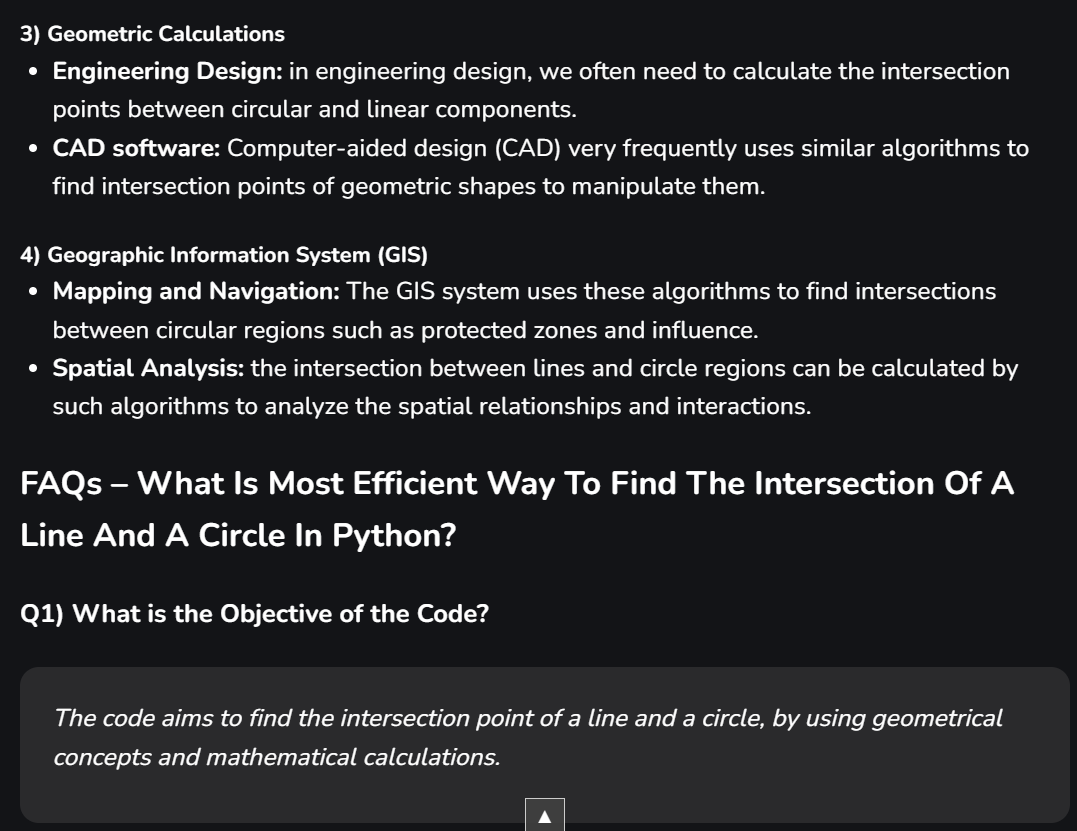 3) Geometric Calculations
• Engineering Design: in engineering design, we often need to calculate the intersection
points between circular and linear components.
• CAD software: Computer-aided design (CAD) very frequently uses similar algorithms to
find intersection points of geometric shapes to manipulate them.
4) Geographic Information System (GIS)
• Mapping and Navigation: The GIS system uses these algorithms to find intersections
between circular regions such as protected zones and influence.
• Spatial Analysis: the intersection between lines and circle regions can be calculated by
such algorithms to analyze the spatial relationships and interactions.
FAQs – What Is Most Efficient Way To Find The Intersection Of A
Line And A Circle In Python?
Q1) What is the Objective of the Code?
The code aims to find the intersection point of a line and a circle, by using geometrical
concepts and mathematical calculations.
▲